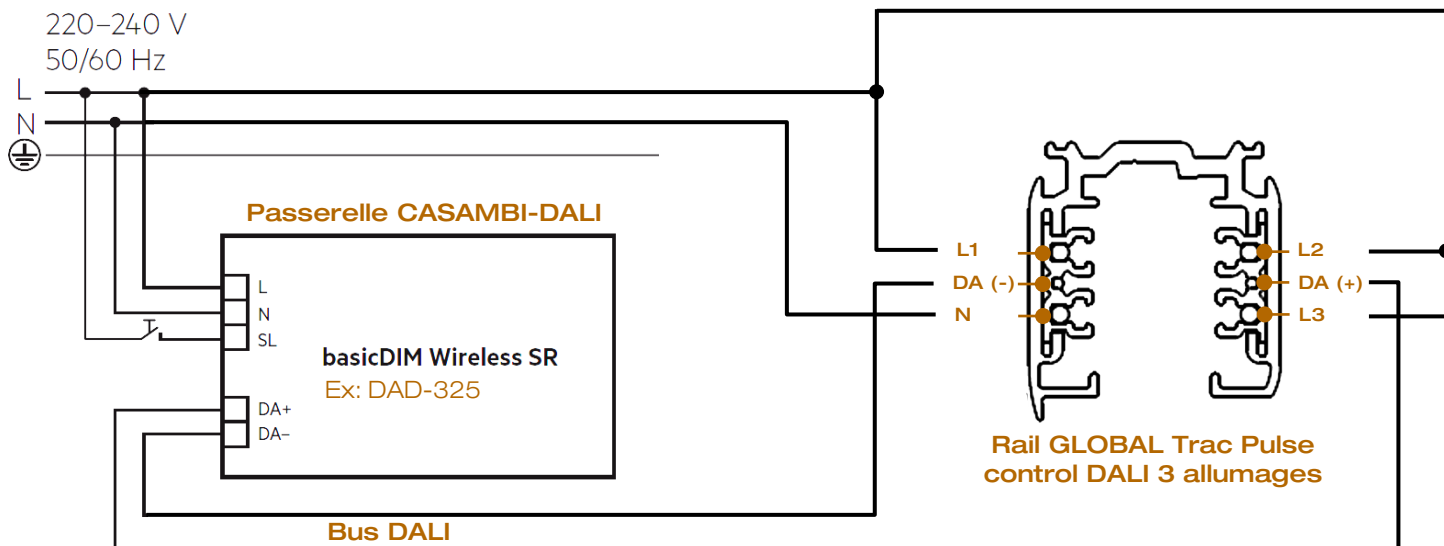 220–240 V
50/60 Hz
L
N
Passerelle CASAMBI-DALI
L
N
SL
basicDIM Wireless SR
Ex: DAD-325
DA+
DA–
Bus DALI
L1
DA (-)
N
L2
DA (+)
L3
Rail GLOBAL Trac Pulse
control DALI 3 allumages